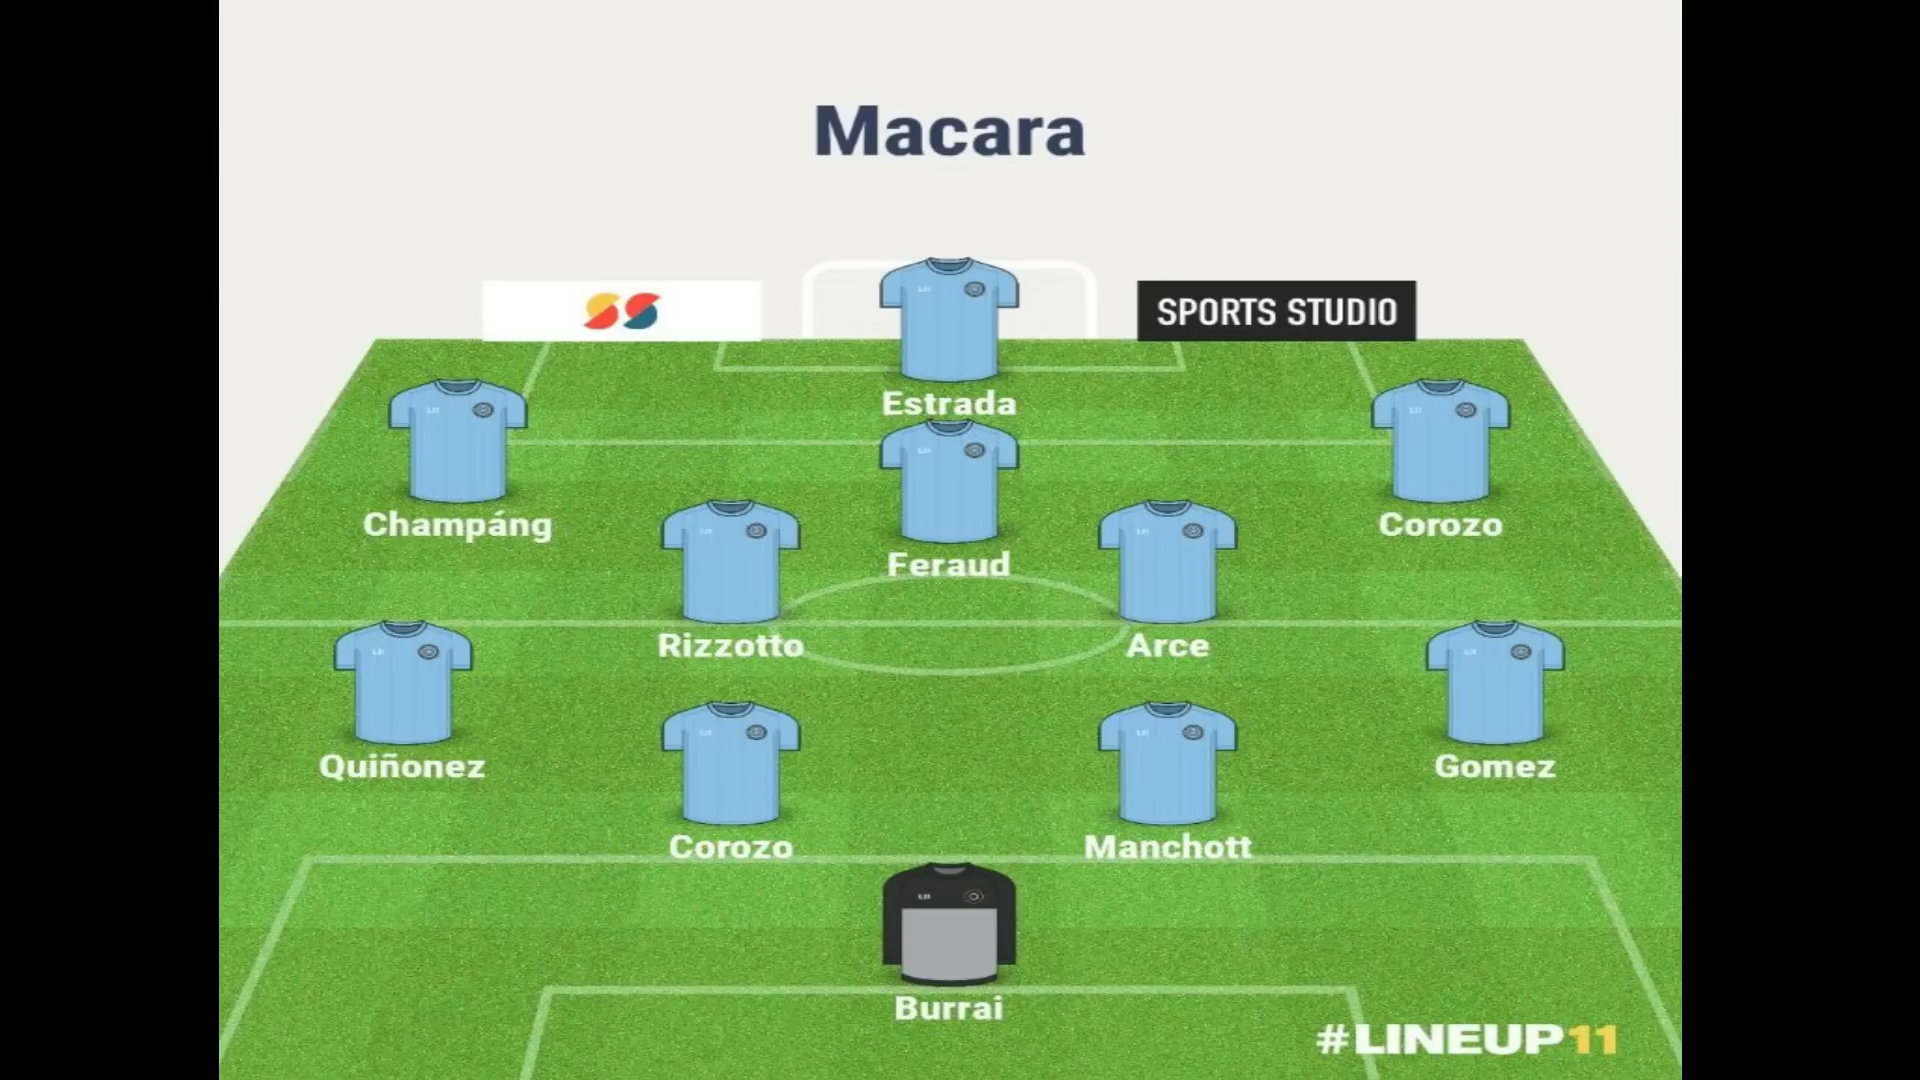 Macara
SPORTS STUDIO
Estrada
Champáng
Corozo
Feraud
Rizzotto
Arce
Quiñonez
Gomez
Corozo
Manchott
Burrai
#LINEUP11